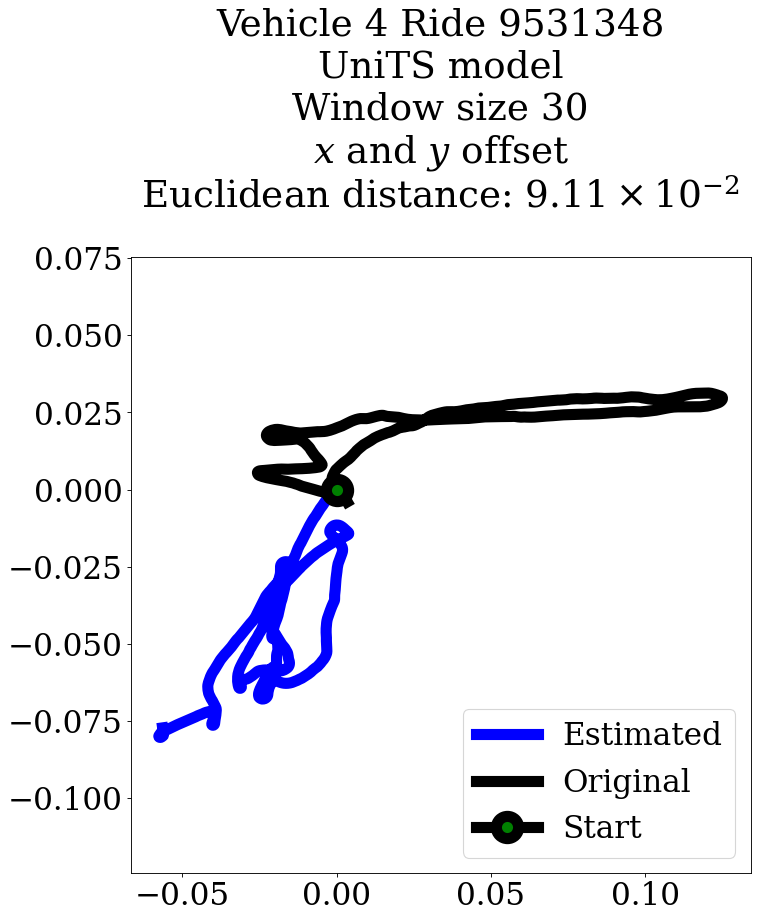 Vehicle 4 Ride 9531348
UniTS model
Window size 30
x and y offset
Euclidean distance: 9.11 × 10⁻²
0.075
0.050
0.025
0.000
−0.025
−0.050
−0.075
−0.100
Estimated
Original
Start
−0.05 0.00 0.05 0.10